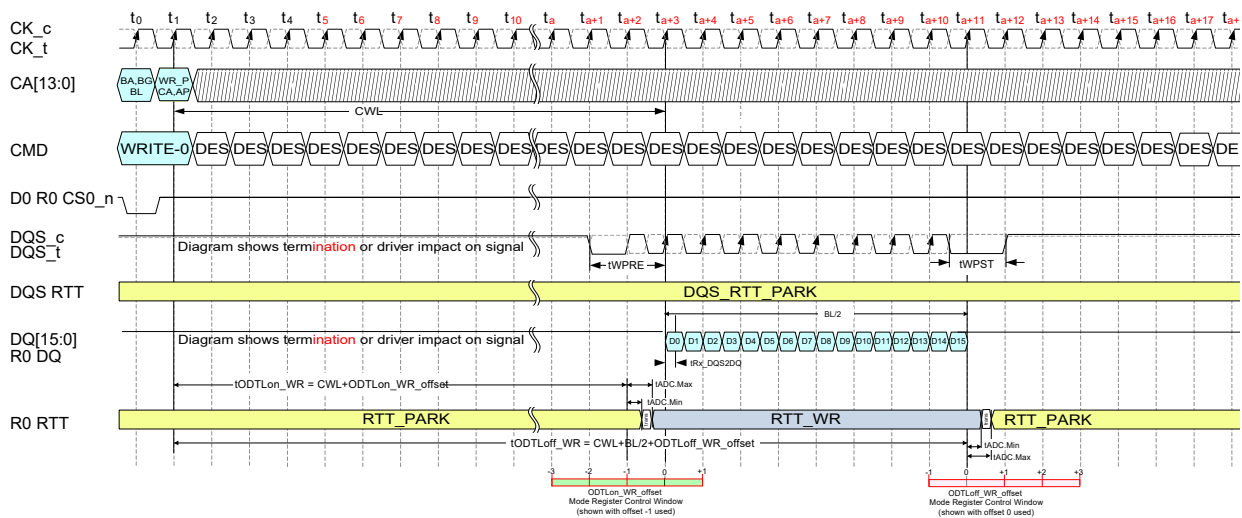 t0 t1 t2 t3 t4 t5 t6 t7 t8 t9 t10 ta ta+1 ta+2 ta+3 ta+4 ta+5 ta+6 ta+7 ta+8 ta+9 ta+10 ta+11 ta+12 ta+13 ta+14 ta+15 ta+16 ta+17
CK_c
CK_t
CA[13:0]
BA,BG
BL
WR_P
CA,AP
CWL
CMD
WRITE-0 DES DES DES DES DES DES DES DES DES DES DES DES DES DES DES DES DES DES DES DES DES DES DES DES DES DES DES
D0 R0 CS0_n
DQS_c
DQS_t
Diagram shows termination or driver impact on signal
tWPRE
tWPST
DQS RTT
DQS_RTT_PARK
BL/2
DQ[15:0]
R0 DQ
Diagram shows termination or driver impact on signal
D0 D1 D2 D3 D4 D5 D6 D7 D8 D9 D10 D11 D12 D13 D14 D15
tRx_DQS2DQ
tODTLon_WR = CWL+ODTLon_WR_offset
tADC.Max
tADC.Min
R0 RTT
RTT_PARK
RTT_WR
RTT_PARK
tODTLoff_WR = CWL+BL/2+ODTLoff_WR_offset
tADC.Min
tADC.Max
-3 -2 -1 0 +1
ODTLon_WR_offset
Mode Register Control Window
(shown with offset -1 used)
-1 0 +1 +2 +3
ODTLoff_WR_offset
Mode Register Control Window
(shown with offset 0 used)